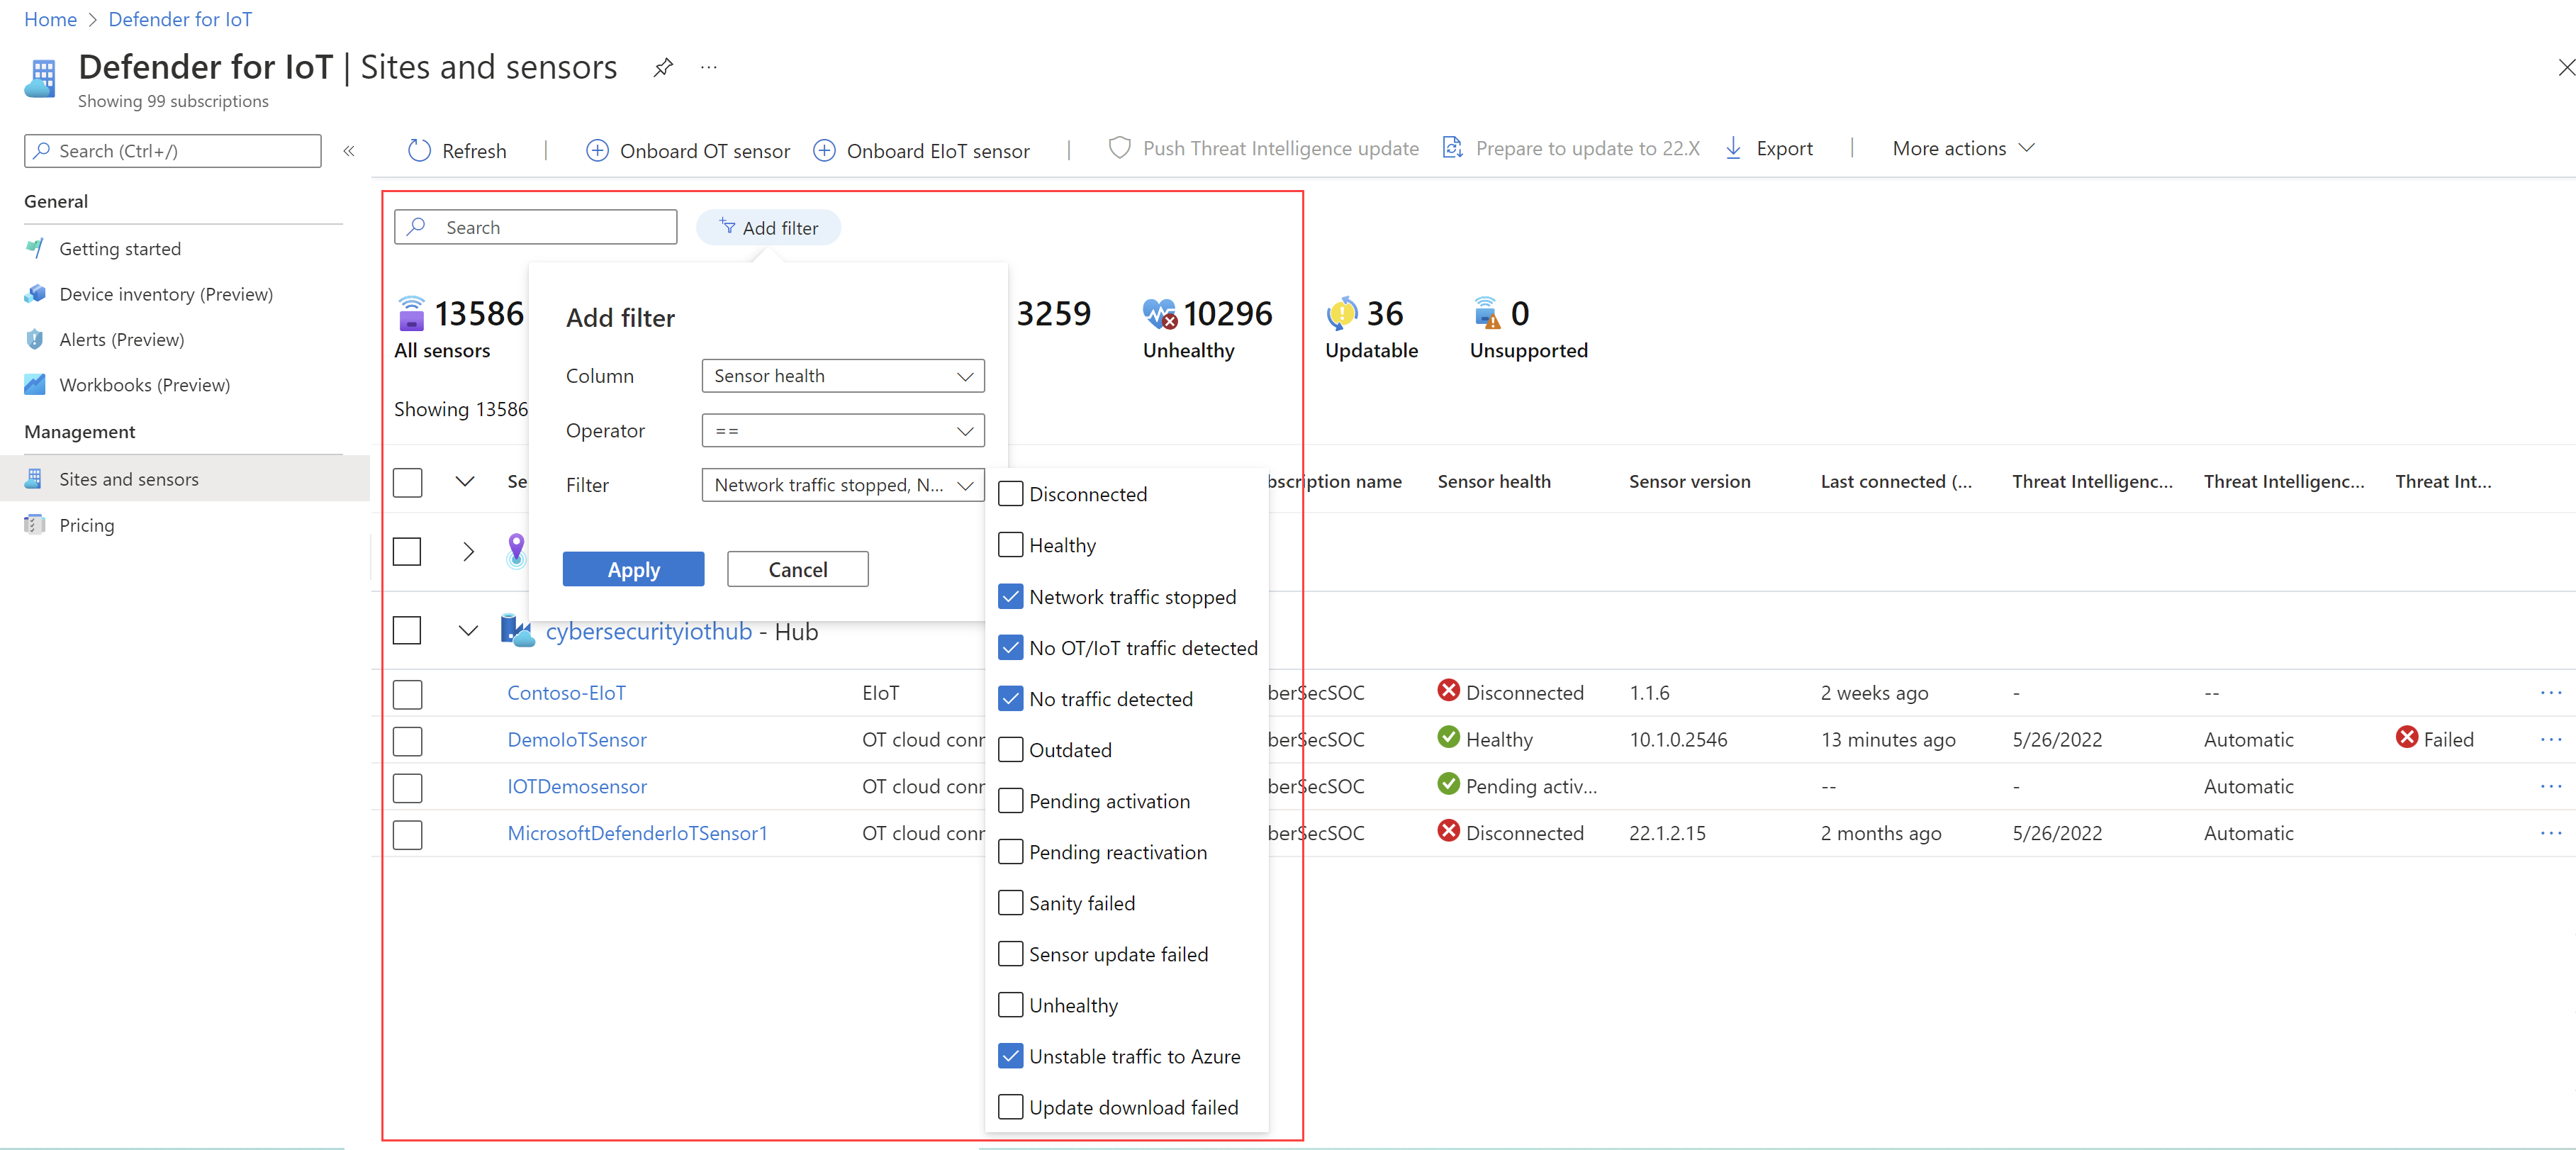 Home > Defender for IoT
Defender for IoT | Sites and sensors ...
Showing 99 subscriptions
Search (Ctrl+/) «
Refresh | Onboard OT sensor Onboard EIoT sensor | Push Threat Intelligence update Prepare to update to 22.X Export | More actions
General
Getting started
Device inventory (Preview)
Alerts (Preview)
Workbooks (Preview)
Management
Sites and sensors
Pricing
Search Add filter
13586 3259 10296 36 0
All sensors Unhealthy Updatable Unsupported
Showing 13586
Add filter
Column Sensor health
Operator ==
Filter Network traffic stopped, N...
Apply Cancel
Disconnected
Healthy
Network traffic stopped
No OT/IoT traffic detected
No traffic detected
Outdated
Pending activation
Pending reactivation
Sanity failed
Sensor update failed
Unhealthy
Unstable traffic to Azure
Update download failed
Se bscription name Sensor health Sensor version Last connected (... Threat Intelligenc... Threat Intelligenc... Threat Int...
cybersecurityiothub - Hub
Contoso-EIoT EIoT berSecSOC Disconnected 1.1.6 2 weeks ago - -- ...
DemoIoTSensor OT cloud conr berSecSOC Healthy 10.1.0.2546 13 minutes ago 5/26/2022 Automatic Failed ...
IOTDemosensor OT cloud conr berSecSOC Pending activ... -- - Automatic ...
MicrosoftDefenderIoTSensor1 OT cloud conr berSecSOC Disconnected 22.1.2.15 2 months ago 5/26/2022 Automatic ...